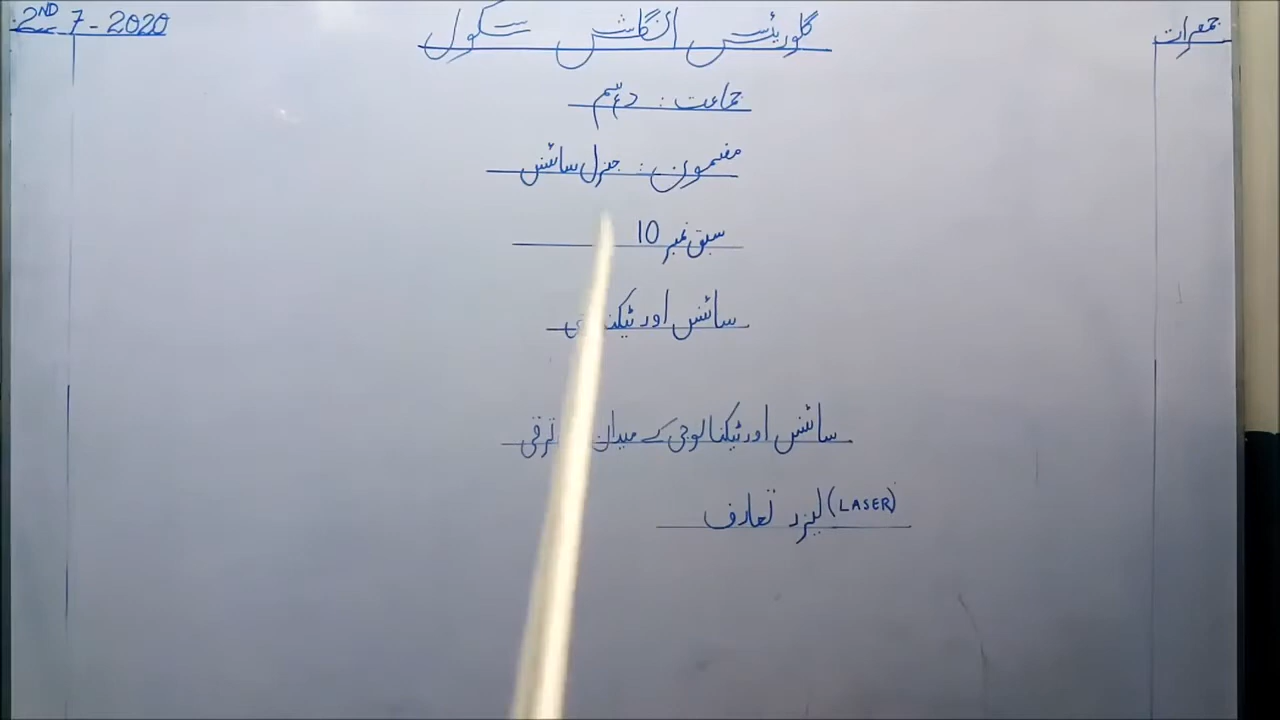 2ND 7 - 2020
جمعرات
گلوریئس انگلش سکول
جماعت : دہم
مضمون : جنرل سائنس
سبق نمبر 10
سائنس اور
سائنس اور ٹیکنالوجی کے میدان ترقی
(LASER) لیزر تعارف